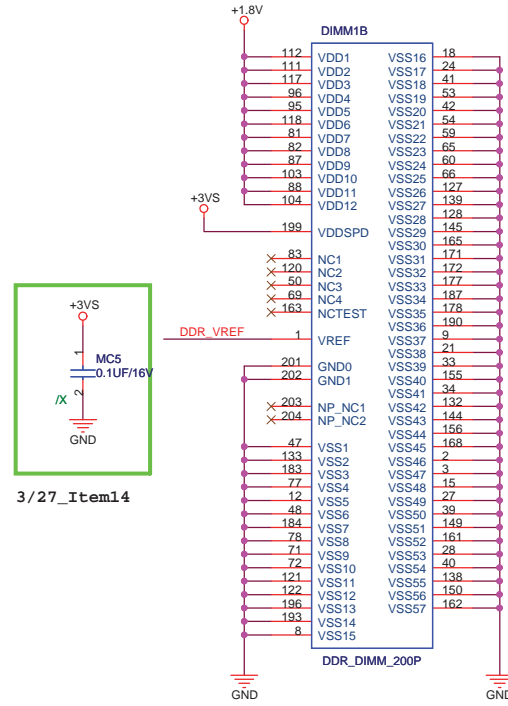 +1.8V
DIMM1B
112 VDD1 VSS16 18
111 VDD2 VSS17 24
117 VDD3 VSS18 41
96 VDD4 VSS19 53
95 VDD5 VSS20 42
118 VDD6 VSS21 54
81 VDD7 VSS22 59
82 VDD8 VSS23 65
87 VDD9 VSS24 60
103 VDD10 VSS25 66
88 VDD11 VSS26 127
104 VDD12 VSS27 139
VSS28 128
+3VS
199 VDDSPD VSS29 145
VSS30 165
83 NC1 VSS31 171
120 NC2 VSS32 172
50 NC3 VSS33 177
69 NC4 VSS34 187
163 NCTEST VSS35 178
VSS36 190
DDR_VREF 1 VREF VSS37 9
VSS38 21
201 GND0 VSS39 33
202 GND1 VSS40 155
VSS41 34
203 NP_NC1 VSS42 132
204 NP_NC2 VSS43 144
VSS44 156
47 VSS1 VSS45 168
133 VSS2 VSS46 2
183 VSS3 VSS47 3
77 VSS4 VSS48 15
12 VSS5 VSS49 27
48 VSS6 VSS50 39
184 VSS7 VSS51 149
78 VSS8 VSS52 161
71 VSS9 VSS53 28
72 VSS10 VSS54 40
121 VSS11 VSS55 138
122 VSS12 VSS56 150
196 VSS13 VSS57 162
193 VSS14
8 VSS15
DDR_DIMM_200P
GND
GND
+3VS
1
MC5
0.1UF/16V
/X
2
GND
3/27_Item14